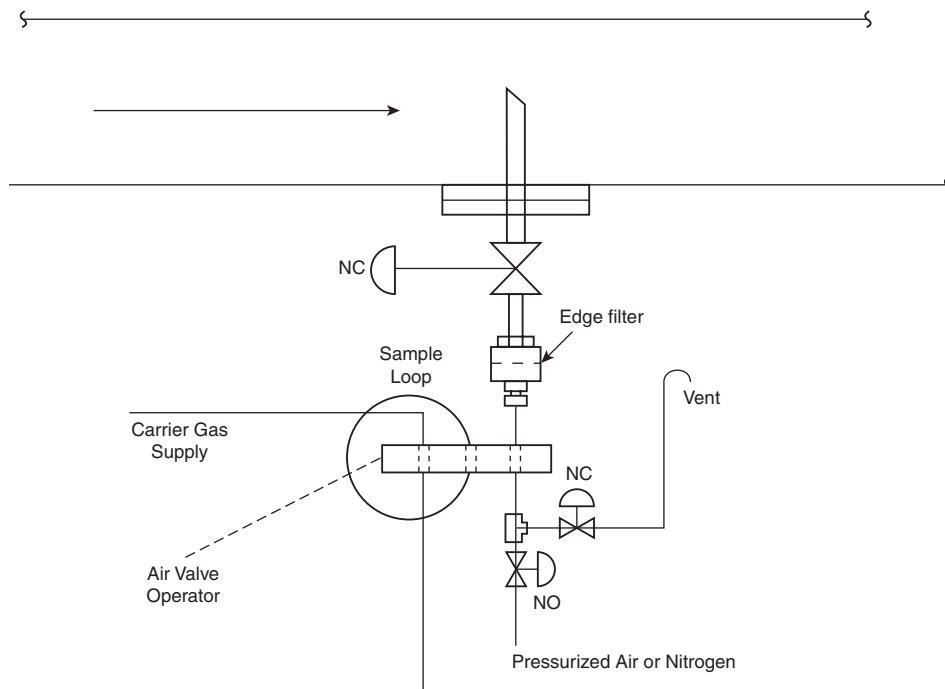 NC
Edge filter
Sample
Loop
Vent
Carrier Gas
Supply
NC
Air Valve
Operator
NO
Pressurized Air or Nitrogen